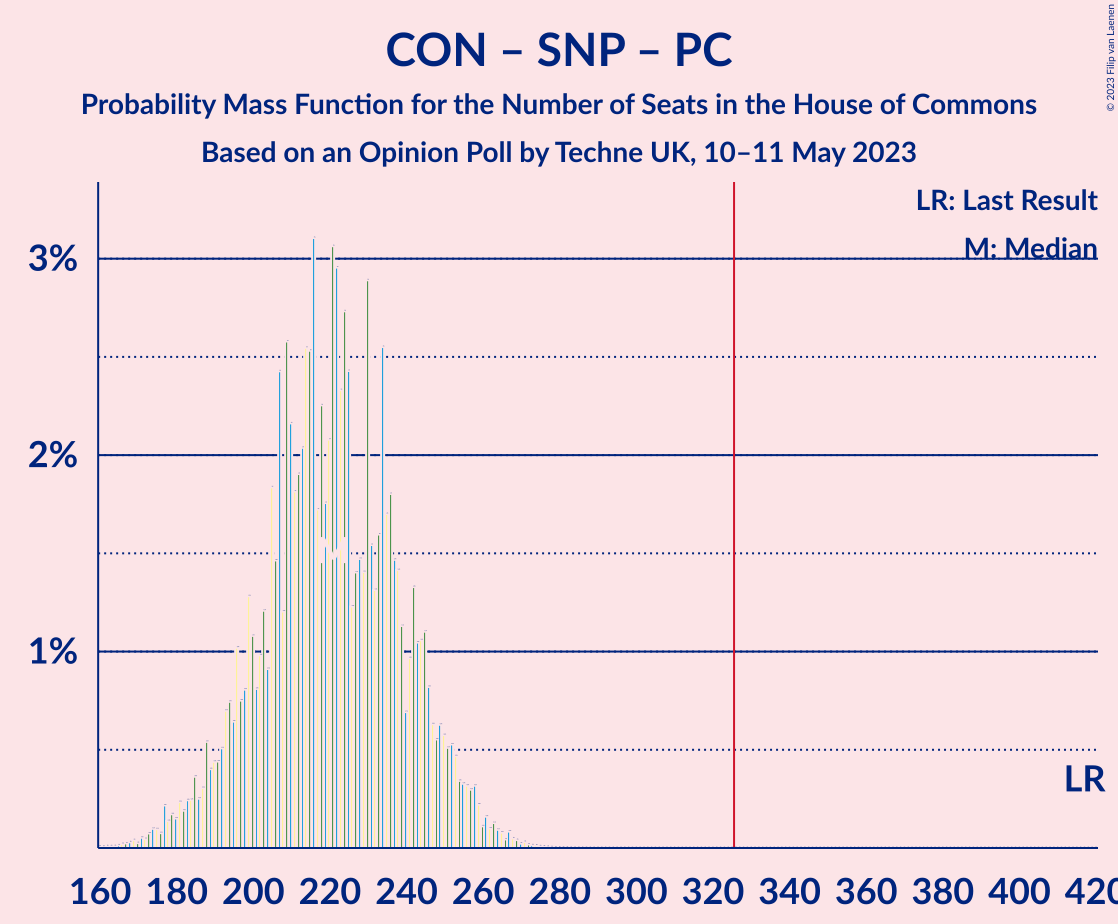 CON – SNP – PC
Probability Mass Function for the Number of Seats in the House of Commons
Based on an Opinion Poll by Techne UK, 10–11 May 2023
© 2023 Filip van Laenen
LR: Last Result
M: Median
3%
2%
1%
LR
160 180 200 220 240 260 280 300 320 340 360 380 400 420